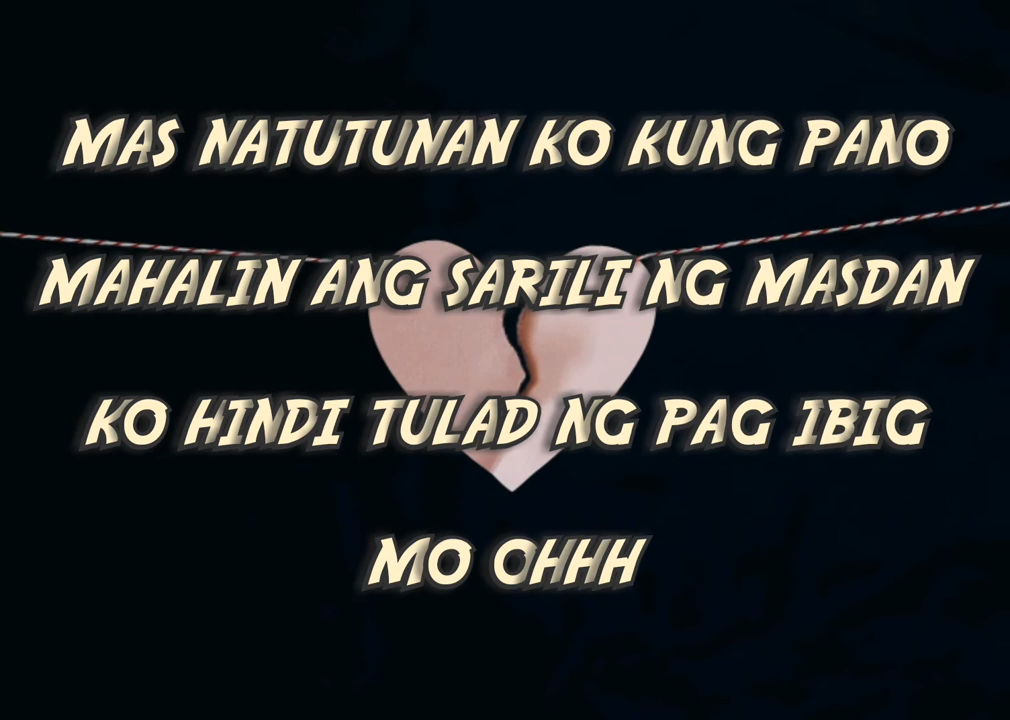 MAS NATUTUNAN KO KUNG PANO
MAHALIN ANG SARILI NG MASDAN
KO HINDI TULAD NG PAG IBIG
MO OHHH